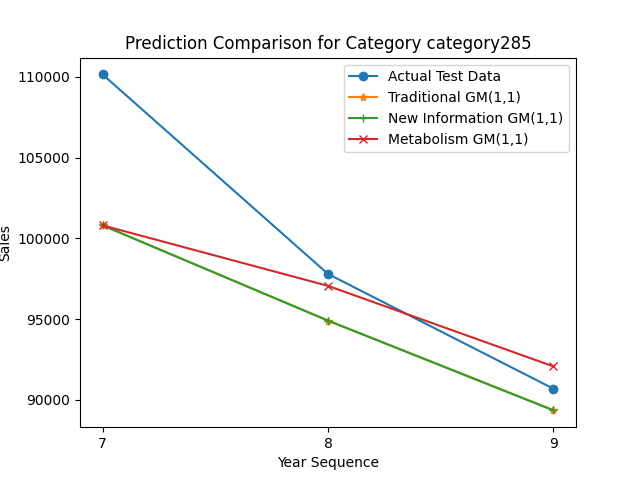 Prediction Comparison for Category category285
Actual Test Data
Traditional GM(1,1)
New Information GM(1,1)
Metabolism GM(1,1)
110000
105000
100000
95000
90000
Sales
7
8
9
Year Sequence